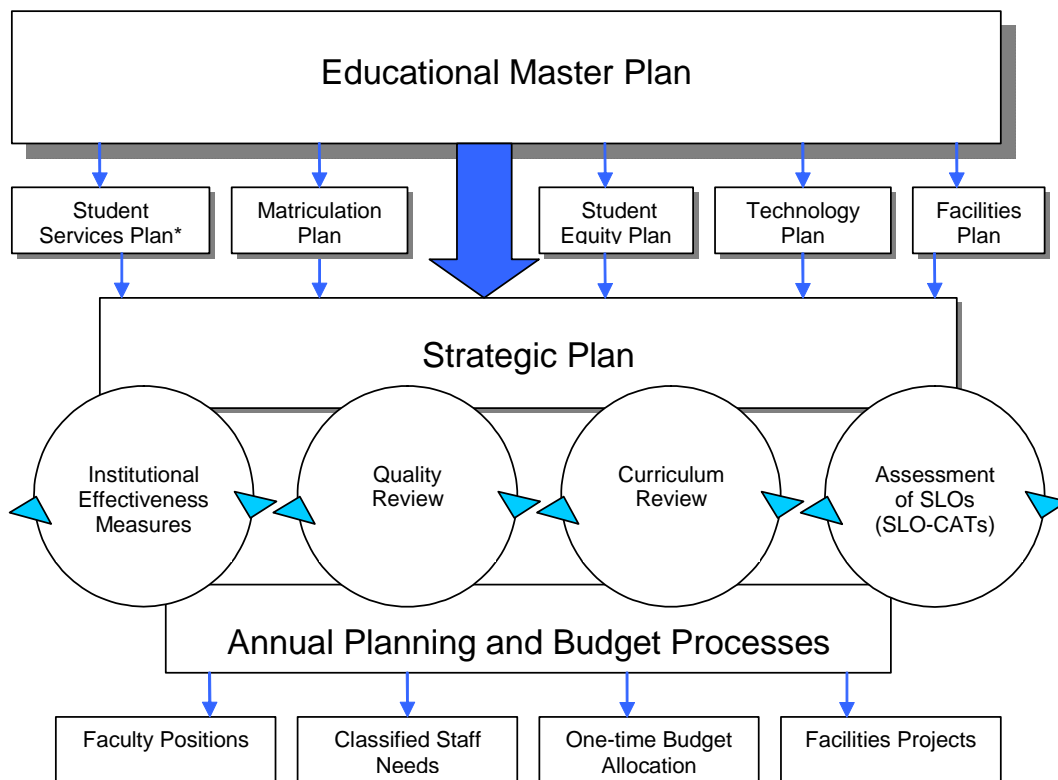 Educational Master Plan
Student
Services Plan*
Matriculation
Plan
Student
Equity Plan
Technology
Plan
Facilities
Plan
Strategic Plan
Institutional
Effectiveness
Measures
Quality
Review
Curriculum
Review
Assessment
of SLOs
(SLO-CATs)
Annual Planning and Budget Processes
Faculty Positions
Classified Staff
Needs
One-time Budget
Allocation
Facilities Projects